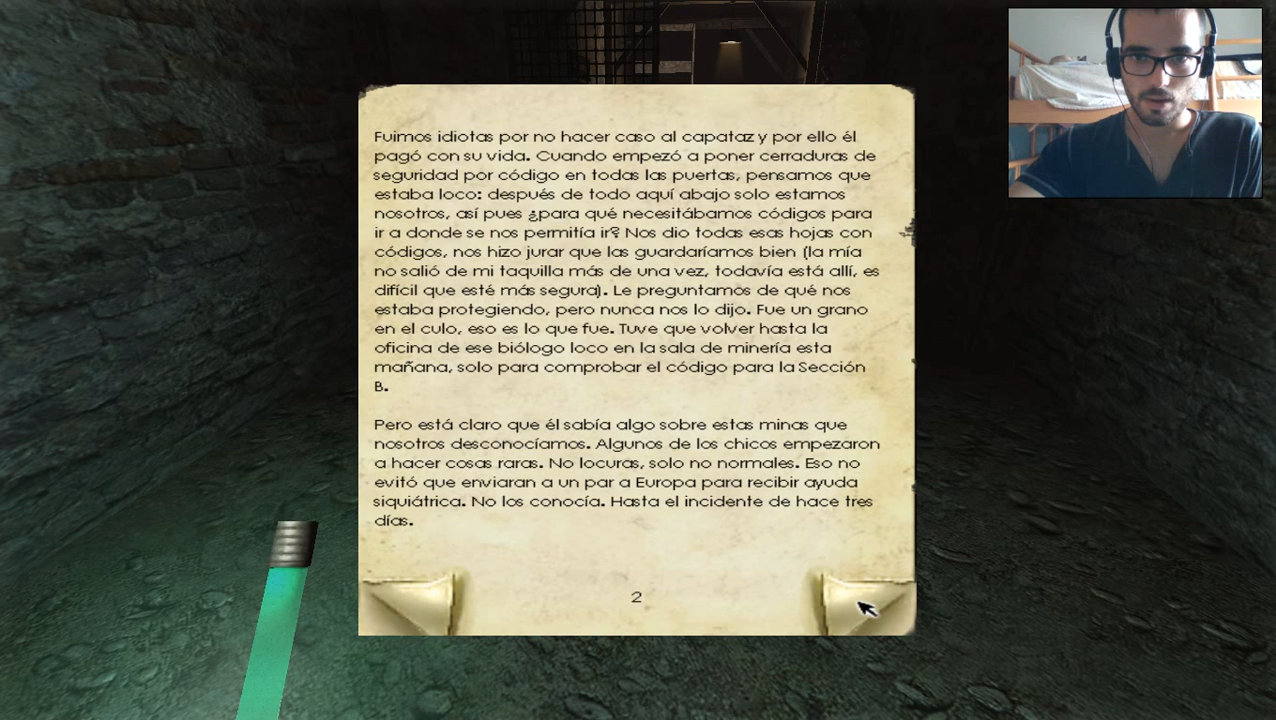 Fuimos idiotas por no hacer caso al capataz y por ello él
pagó con su vida. Cuando empezó a poner cerraduras de
seguridad por código en todas las puertas, pensamos que
estaba loco: después de todo aquí abajo solo estamos
nosotros, así pues ¿para qué necesitábamos códigos para
ir a donde se nos permitía ir? Nos dio todas esas hojas con
códigos, nos hizo jurar que las guardaríamos bien (la mía
no salió de mi taquilla más de una vez, todavía está allí, es
difícil que esté más segura). Le preguntamos de qué nos
estaba protegiendo, pero nunca nos lo dijo. Fue un grano
en el culo, eso es lo que fue. Tuve que volver hasta la
oficina de ese biólogo loco en la sala de minería esta
mañana, solo para comprobar el código para la Sección
B.
Pero está claro que él sabía algo sobre estas minas que
nosotros desconocíamos. Algunos de los chicos empezaron
a hacer cosas raras. No locuras, solo no normales. Eso no
evitó que enviaran a un par a Europa para recibir ayuda
siquiátrica. No los conocía. Hasta el incidente de hace tres
días.
2